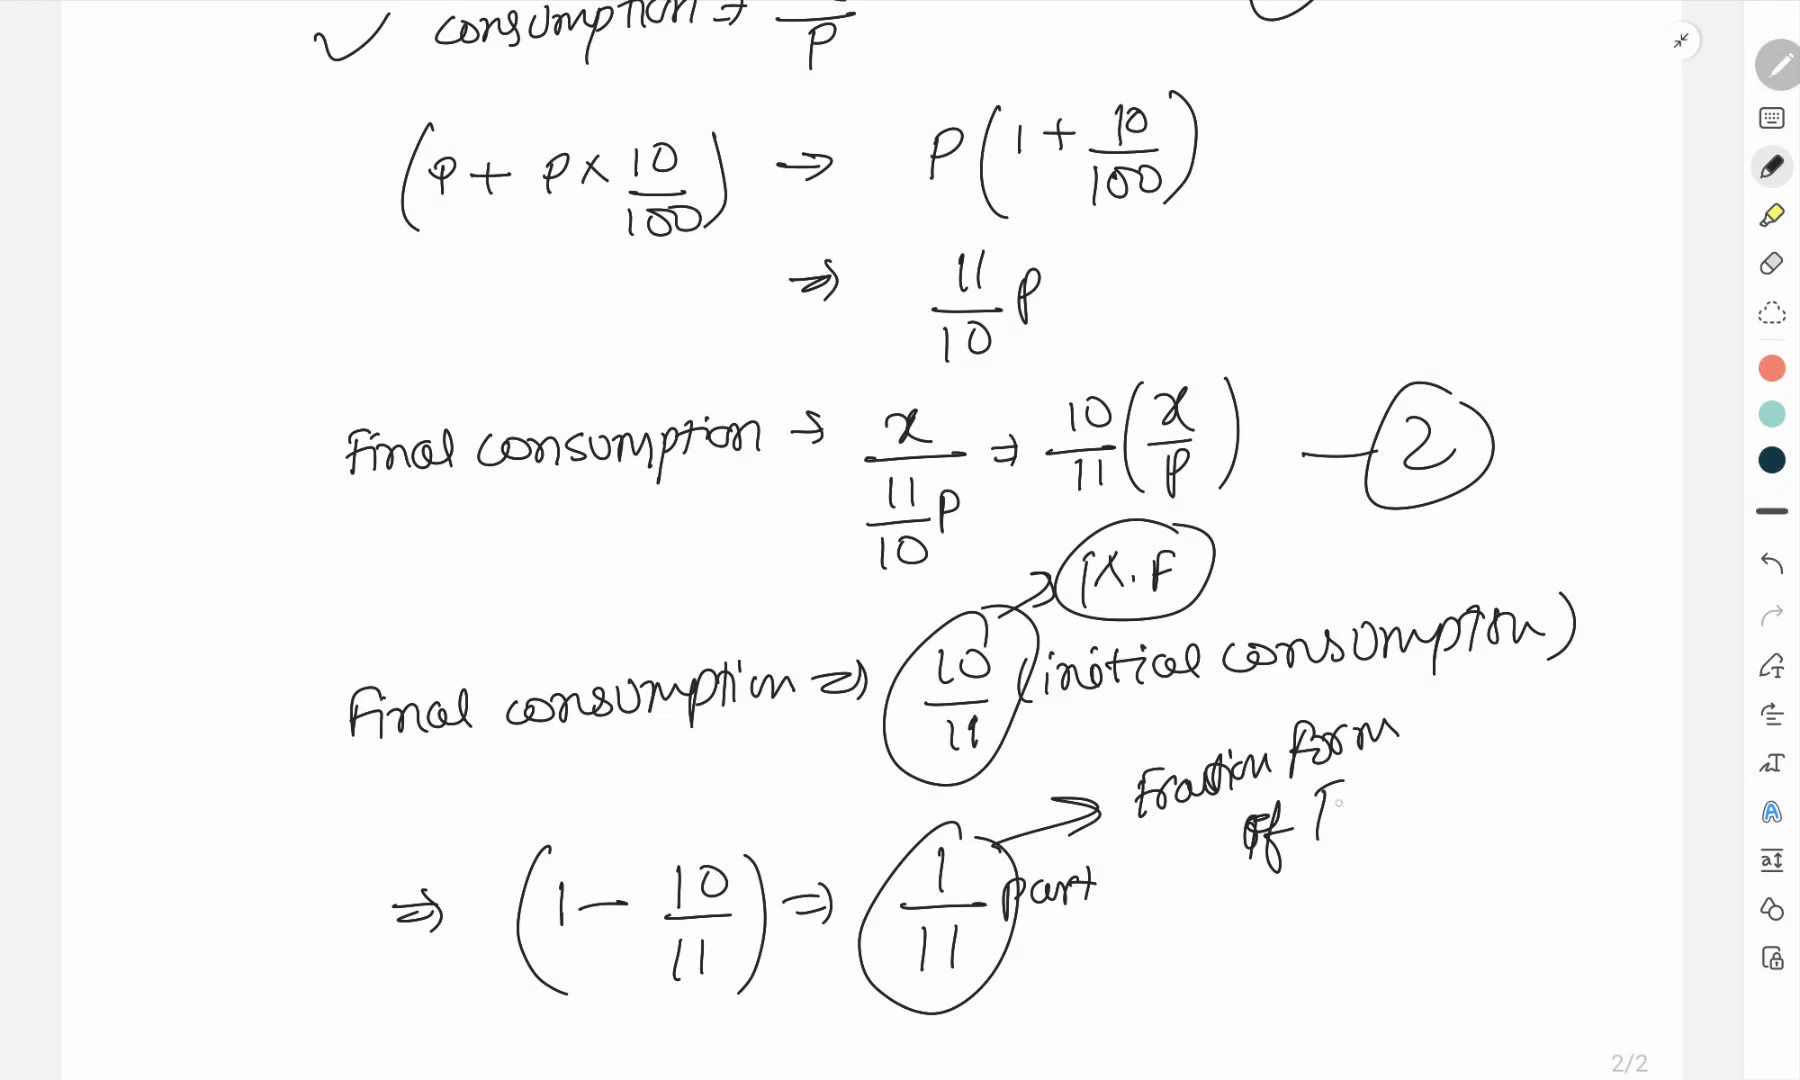 consumption ⇒ /P
(P + P × 10/100) → P(1 + 10/100)
⇒ 11/10 P
Final consumption → x/(11/10 P) ⇒ 10/11 (x/P) — 2
M.F
Final consumption ⇒ 10/11 (initial consumption)
Fraction form
of
⇒ (1 - 10/11) ⇒ 1/11 part
2/2